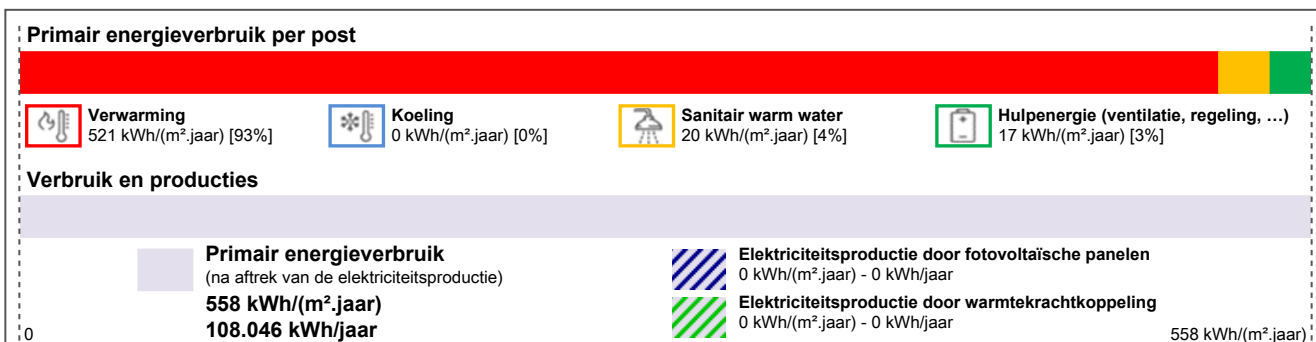 Primair energieverbruik per post
Verwarming
521 kWh/(m².jaar) [93%]
Koeling
0 kWh/(m².jaar) [0%]
Sanitair warm water
20 kWh/(m².jaar) [4%]
Hulpenergie (ventilatie, regeling, …)
17 kWh/(m².jaar) [3%]
Verbruik en producties
Primair energieverbruik
(na aftrek van de elektriciteitsproductie)
558 kWh/(m².jaar)
108.046 kWh/jaar
Elektriciteitsproductie door fotovoltaïsche panelen
0 kWh/(m².jaar) - 0 kWh/jaar
Elektriciteitsproductie door warmtekrachtkoppeling
0 kWh/(m².jaar) - 0 kWh/jaar
0
558 kWh/(m².jaar)